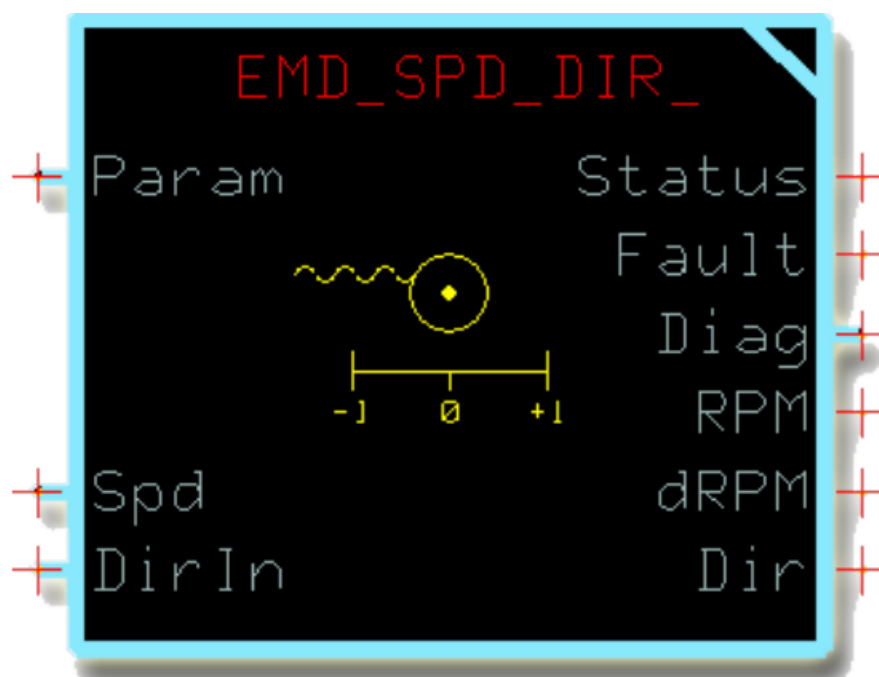 EMD_SPD_DIR_
Param Status
Fault
Diag
-1 0 +1
RPM
Spd dRPM
DirIn Dir